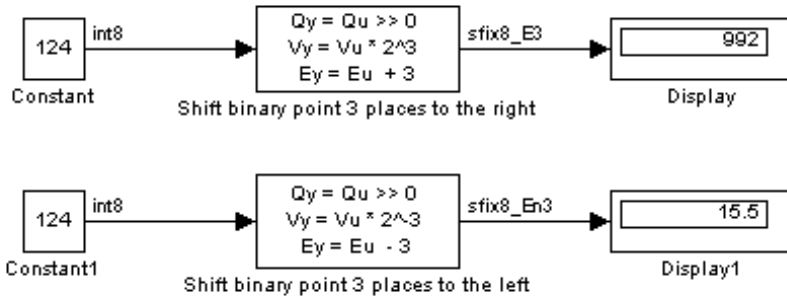 int8
Qy = Qu >> 0
sfix8_E3
124
Vy = Vu * 2^3
992
Ey = Eu + 3
Constant
Shift binary point 3 places to the right
Display
int8
Qy = Qu >> 0
sfix8_En3
124
Vy = Vu * 2^-3
15.5
Ey = Eu - 3
Constant1
Shift binary point 3 places to the left
Display1